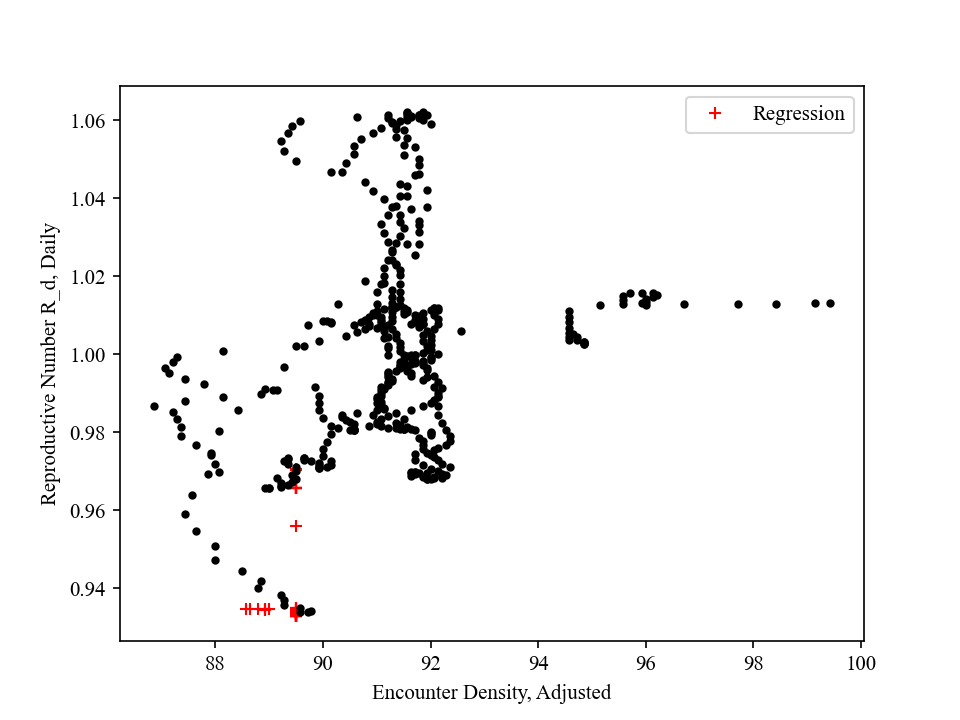 Regression
1.06
1.04
1.02
1.00
0.98
0.96
0.94
Reproductive Number R_d, Daily
88 90 92 94 96 98 100
Encounter Density, Adjusted